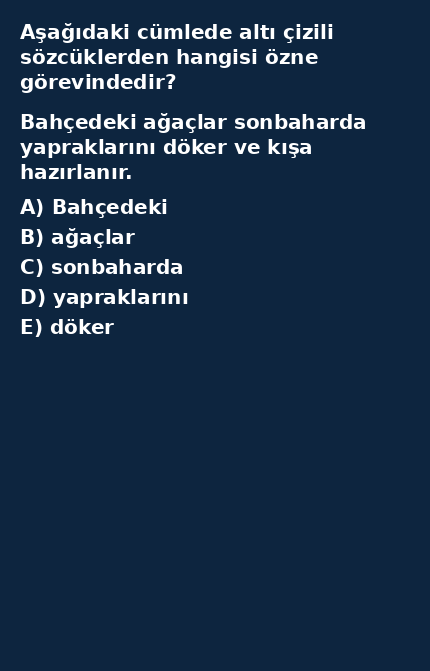 Aşağıdaki cümlede altı çizili
sözcüklerden hangisi özne
görevindedir?
Bahçedeki ağaçlar sonbaharda
yapraklarını döker ve kışa
hazırlanır.
A) Bahçedeki
B) ağaçlar
C) sonbaharda
D) yapraklarını
E) döker